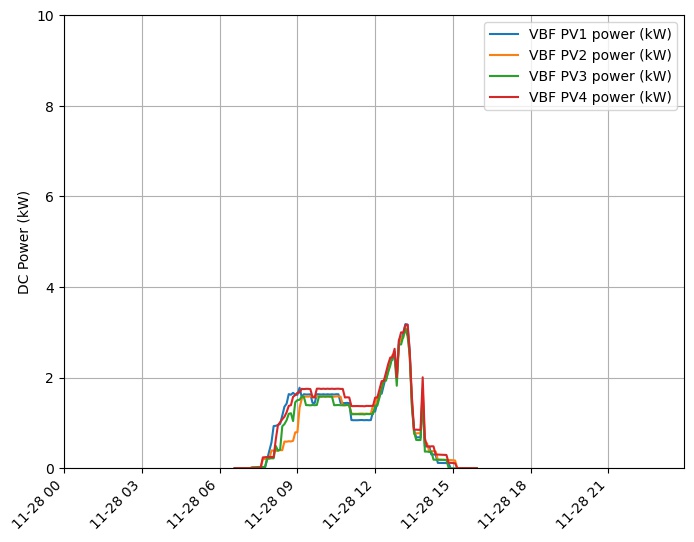 10
8
6
4
2
0
DC Power (kW)
VBF PV1 power (kW)
VBF PV2 power (kW)
VBF PV3 power (kW)
VBF PV4 power (kW)
11-28 00
11-28 03
11-28 06
11-28 09
11-28 12
11-28 15
11-28 18
11-28 21